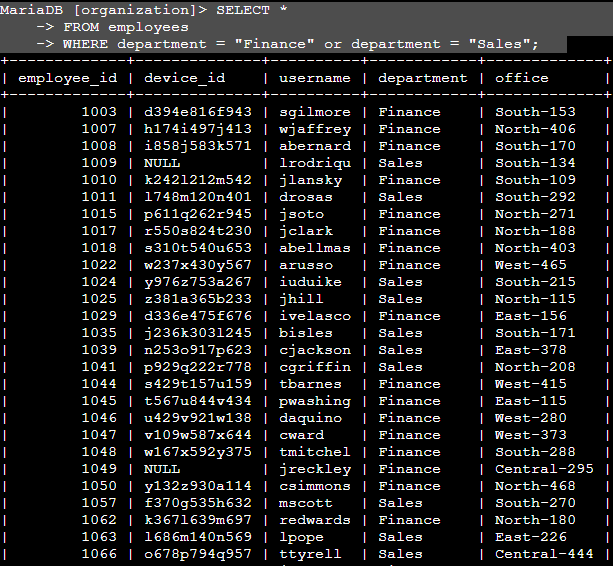 MariaDB [organization]> SELECT *
    -> FROM employees
    -> WHERE department = "Finance" or department = "Sales";
+-------------+--------------+----------+------------+-------------+
| employee_id | device_id    | username | department | office      |
+-------------+--------------+----------+------------+-------------+
|        1003 | d394e816f943 | sgilmore | Finance    | South-153   |
|        1007 | h174i497j413 | wjaffrey | Finance    | North-406   |
|        1008 | i858j583k571 | abernard | Finance    | South-170   |
|        1009 | NULL         | lrodriqu | Sales      | South-134   |
|        1010 | k242l212m542 | jlansky  | Finance    | South-109   |
|        1011 | l748m120n401 | drosas   | Sales      | South-292   |
|        1015 | p611q262r945 | jsoto    | Finance    | North-271   |
|        1017 | r550s824t230 | jclark   | Finance    | North-188   |
|        1018 | s310t540u653 | abellmas | Finance    | North-403   |
|        1022 | w237x430y567 | arusso   | Finance    | West-465    |
|        1024 | y976z753a267 | iuduike  | Sales      | South-215   |
|        1025 | z381a365b233 | jhill    | Sales      | North-115   |
|        1029 | d336e475f676 | ivelasco | Finance    | East-156    |
|        1035 | j236k303l245 | bisles   | Sales      | South-171   |
|        1039 | n253o917p623 | cjackson | Sales      | East-378    |
|        1041 | p929q222r778 | cgriffin | Sales      | North-208   |
|        1044 | s429t157u159 | tbarnes  | Finance    | West-415    |
|        1045 | t567u844v434 | pwashing | Finance    | East-115    |
|        1046 | u429v921w138 | daquino  | Finance    | West-280    |
|        1047 | v109w587x644 | cward    | Finance    | West-373    |
|        1048 | w167x592y375 | tmitchel | Finance    | South-288   |
|        1049 | NULL         | jreckley | Finance    | Central-295 |
|        1050 | y132z930a114 | csimmons | Finance    | North-468   |
|        1057 | f370g535h632 | mscott   | Sales      | South-270   |
|        1062 | k367l639m697 | redwards | Finance    | North-180   |
|        1063 | l686m140n569 | lpope    | Sales      | East-226    |
|        1066 | o678p794q957 | ttyrell  | Sales      | Central-444 |